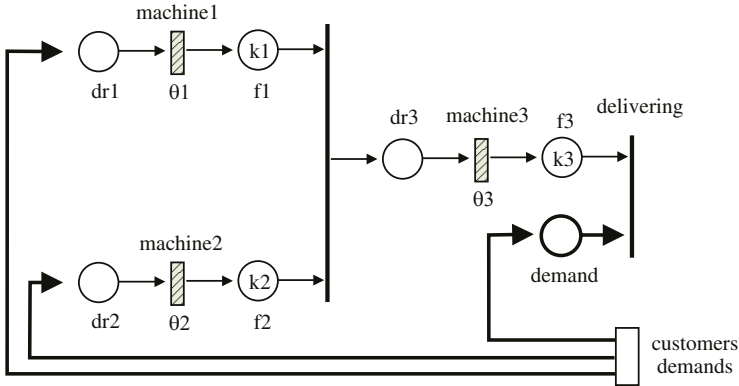 machine1
k1
dr1
θ1
f1
dr3
machine3
f3
delivering
k3
θ3
machine2
k2
dr2
θ2
f2
demand
customers
demands